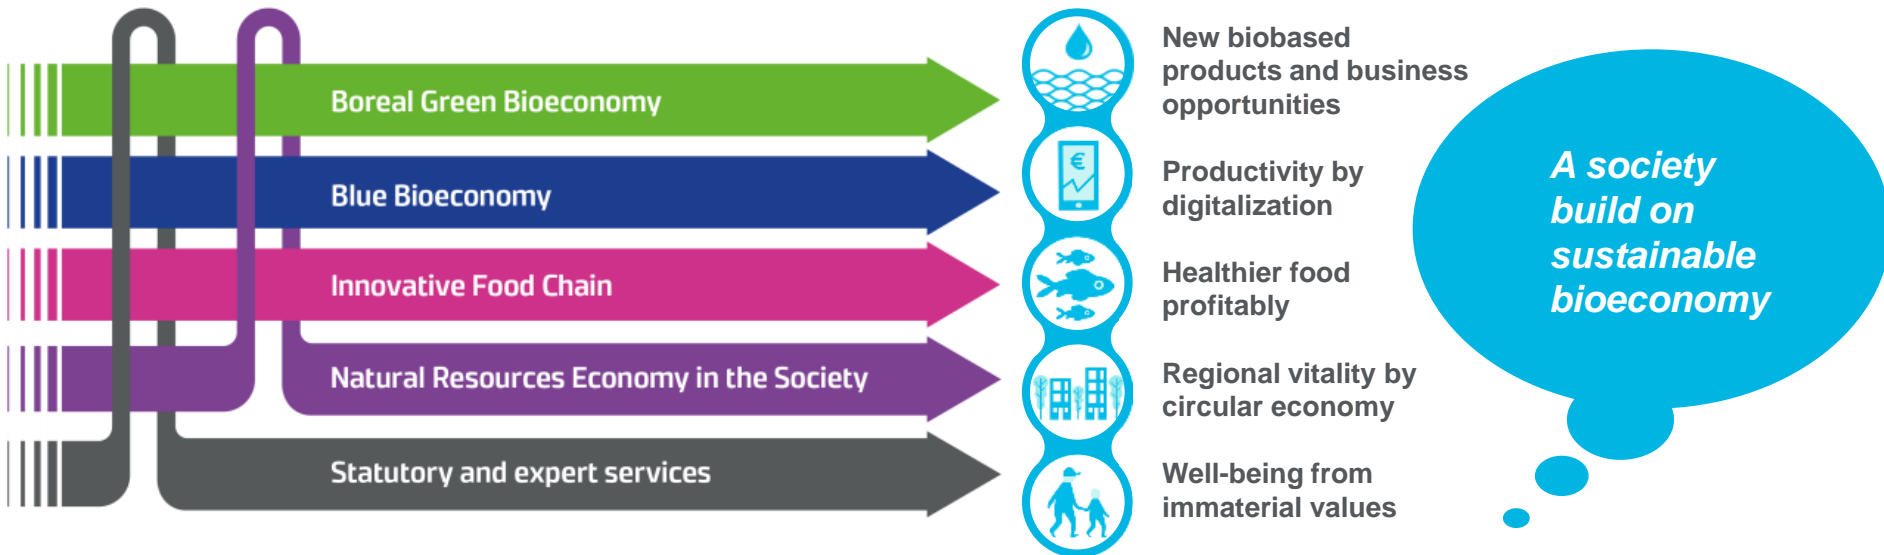 Boreal Green Bioeconomy
Blue Bioeconomy
Innovative Food Chain
Natural Resources Economy in the Society
Statutory and expert services
New biobased
products and business
opportunities
€
Productivity by
digitalization
Healthier food
profitably
Regional vitality by
circular economy
Well-being from
immaterial values
A society
build on
sustainable
bioeconomy